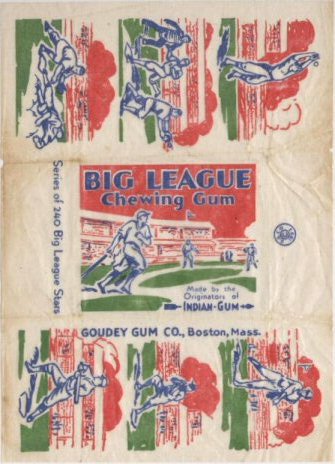 BIG LEAGUE
Chewing Gum
Series of 240 Big League Stars
Made by the
Originators of
INDIAN-GUM
GOUDEY GUM CO., Boston, Mass.